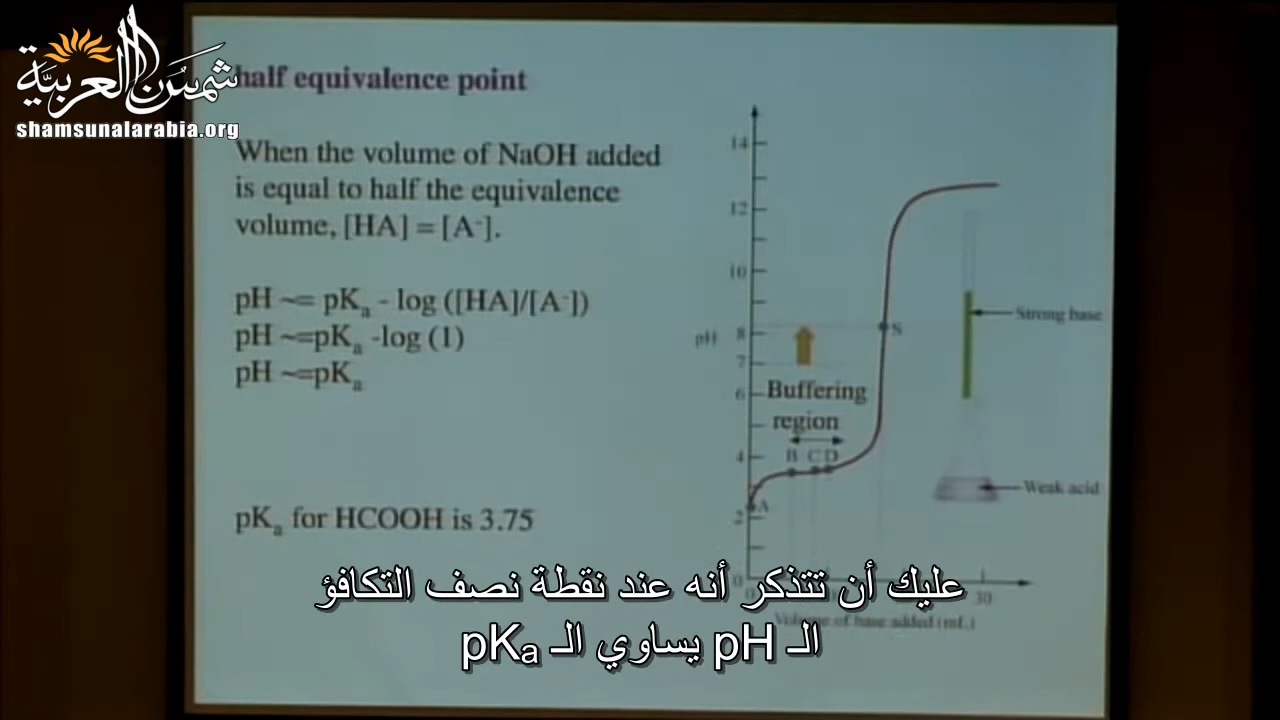 شمس العربية
shamsunalarabia.org
half equivalence point
When the volume of NaOH added
is equal to half the equivalence
volume, [HA] = [A⁻].
pH ~= pKₐ - log ([HA]/[A⁻])
pH ~=pKₐ -log (1)
pH ~=pKₐ
pKₐ for HCOOH is 3.75
14
12
10
pH
8
7
6
4
2
0
Buffering
region
A
B C D
S
Strong base
Weak acid
0
30
Volume of base added (mL)
عليك أن تتذكر أنه عند نقطة نصف التكافؤ
الـ pH يساوي الـ pKₐ